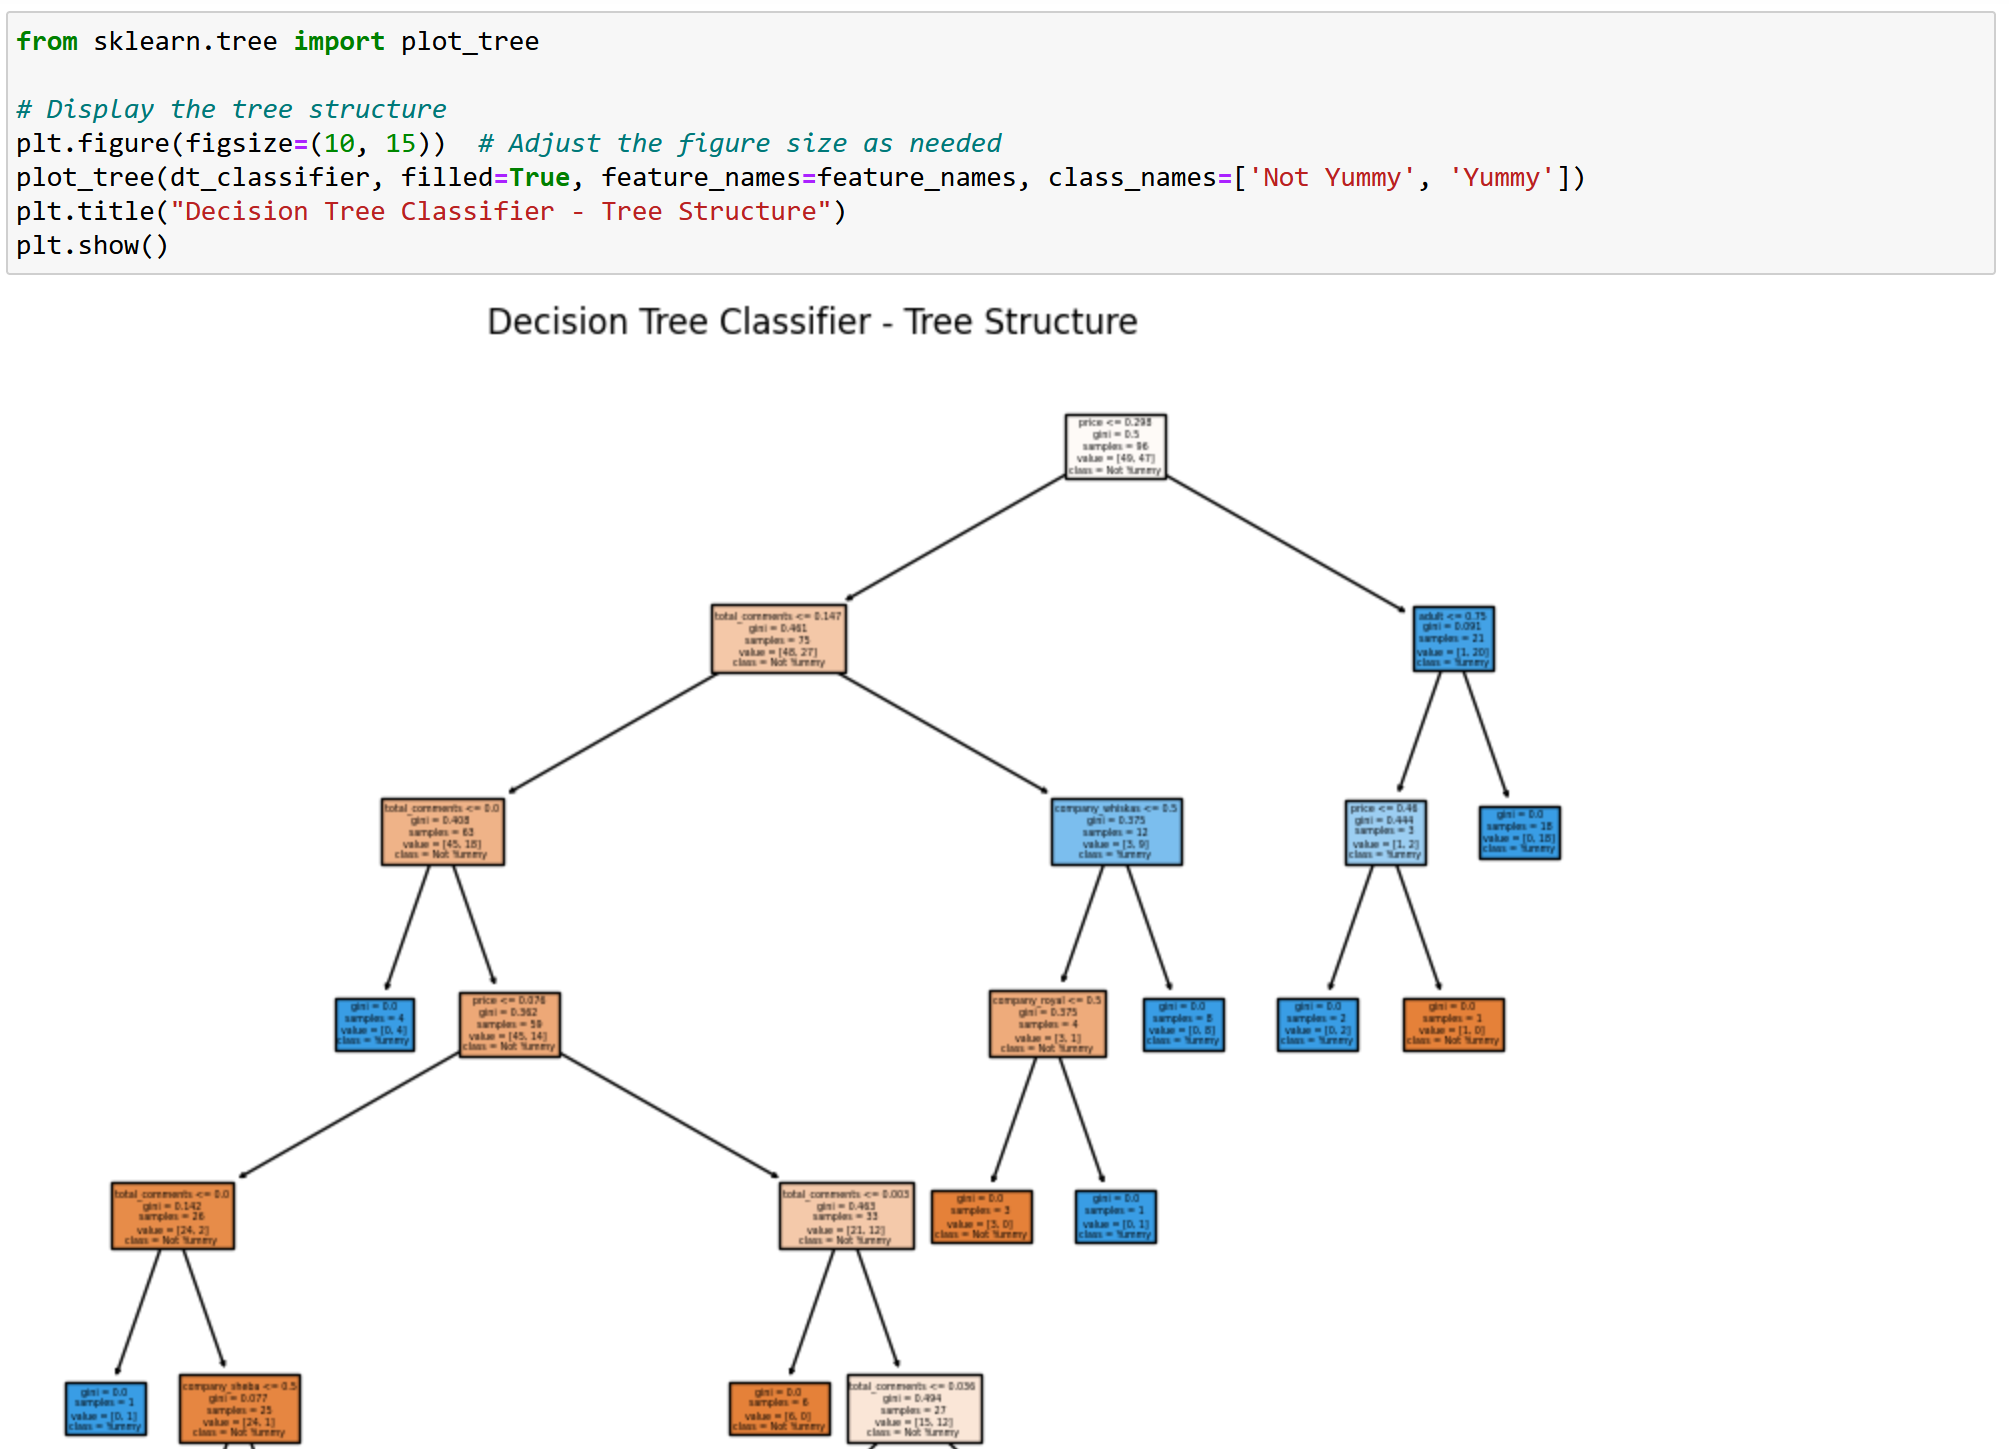 from sklearn.tree import plot_tree
# Display the tree structure
plt.figure(figsize=(10, 15))  # Adjust the figure size as needed
plot_tree(dt_classifier, filled=True, feature_names=feature_names, class_names=['Not Yummy', 'Yummy'])
plt.title("Decision Tree Classifier - Tree Structure")
plt.show()
Decision Tree Classifier - Tree Structure
price <= 0.298
gini = 0.5
samples = 96
value = [49, 47]
class = Not Yummy
total_comments <= 0.147
gini = 0.461
samples = 75
value = [48, 27]
class = Not Yummy
adult <= 0.75
gini = 0.091
samples = 21
value = [1, 20]
class = Yummy
total_comments <= 0.0
gini = 0.408
samples = 63
value = [45, 18]
class = Not Yummy
company_whiskas <= 0.5
gini = 0.375
samples = 12
value = [3, 9]
class = Yummy
price <= 0.46
gini = 0.444
samples = 3
value = [1, 2]
class = Yummy
gini = 0.0
samples = 18
value = [0, 18]
class = Yummy
gini = 0.0
samples = 4
value = [0, 4]
class = Yummy
price <= 0.076
gini = 0.362
samples = 59
value = [45, 14]
class = Not Yummy
company_royal <= 0.5
gini = 0.375
samples = 4
value = [3, 1]
class = Not Yummy
gini = 0.0
samples = 8
value = [0, 8]
class = Yummy
gini = 0.0
samples = 2
value = [0, 2]
class = Yummy
gini = 0.0
samples = 1
value = [1, 0]
class = Not Yummy
total_comments <= 0.0
gini = 0.142
samples = 26
value = [24, 2]
class = Not Yummy
total_comments <= 0.003
gini = 0.463
samples = 33
value = [21, 12]
class = Not Yummy
gini = 0.0
samples = 3
value = [3, 0]
class = Not Yummy
gini = 0.0
samples = 1
value = [0, 1]
class = Yummy
gini = 0.0
samples = 1
value = [0, 1]
class = Yummy
company_sheba <= 0.5
gini = 0.077
samples = 25
value = [24, 1]
class = Not Yummy
gini = 0.0
samples = 6
value = [6, 0]
class = Not Yummy
total_comments <= 0.036
gini = 0.494
samples = 27
value = [15, 12]
class = Not Yummy